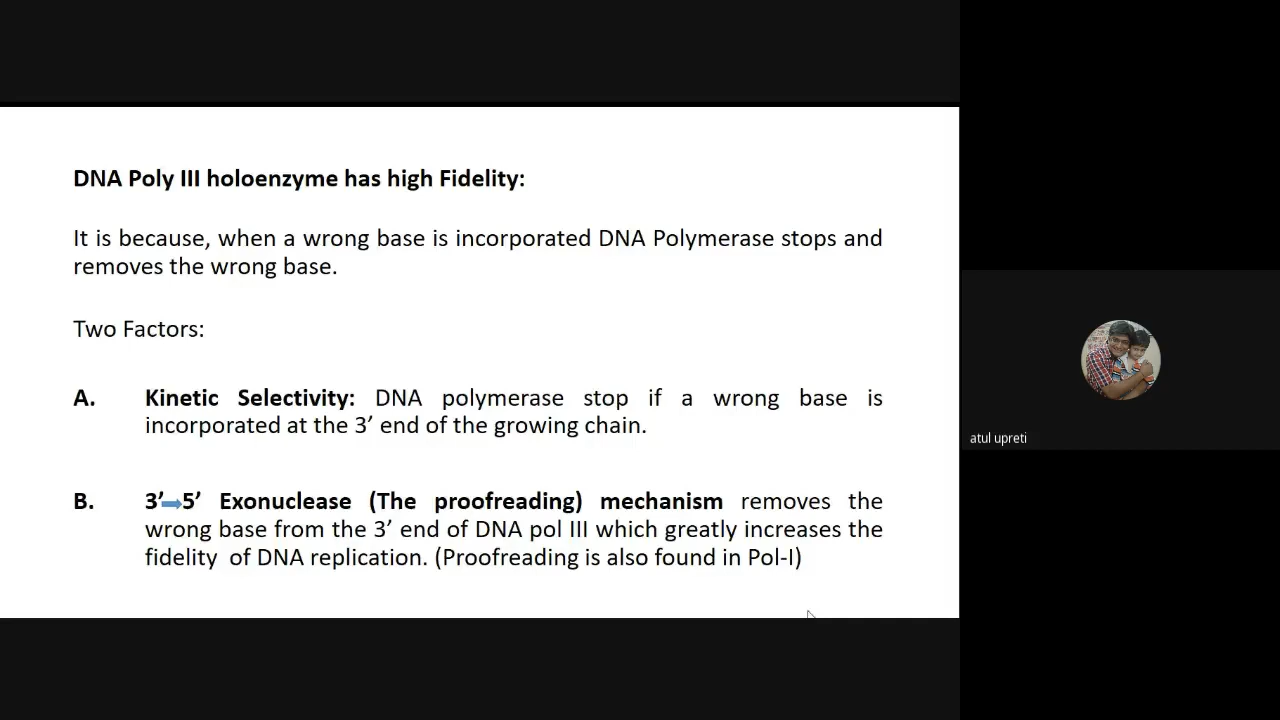 DNA Poly III holoenzyme has high Fidelity:
It is because, when a wrong base is incorporated DNA Polymerase stops and
removes the wrong base.
Two Factors:
A. Kinetic Selectivity: DNA polymerase stop if a wrong base is
incorporated at the 3’ end of the growing chain.
B. 3’➡5’ Exonuclease (The proofreading) mechanism removes the
wrong base from the 3’ end of DNA pol III which greatly increases the
fidelity of DNA replication. (Proofreading is also found in Pol-I)
atul upreti